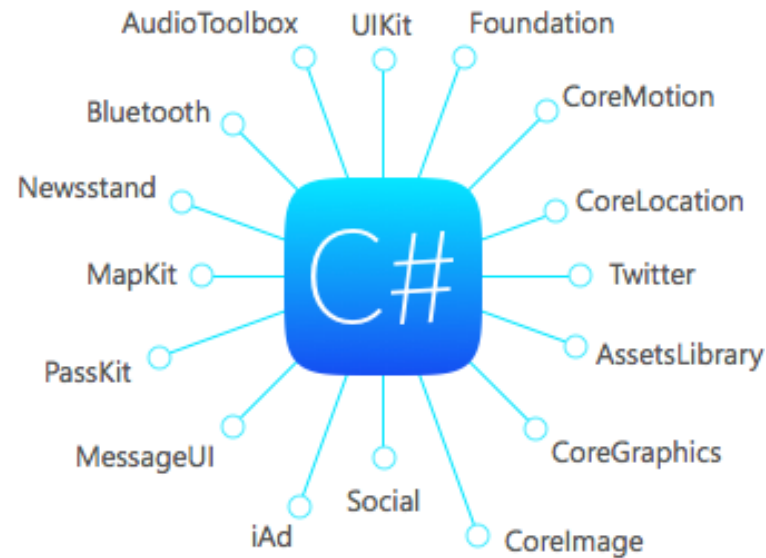 AudioToolbox
UIKit
Foundation
Bluetooth
CoreMotion
Newsstand
CoreLocation
C#
MapKit
Twitter
PassKit
AssetsLibrary
MessageUI
CoreGraphics
Social
iAd
CoreImage